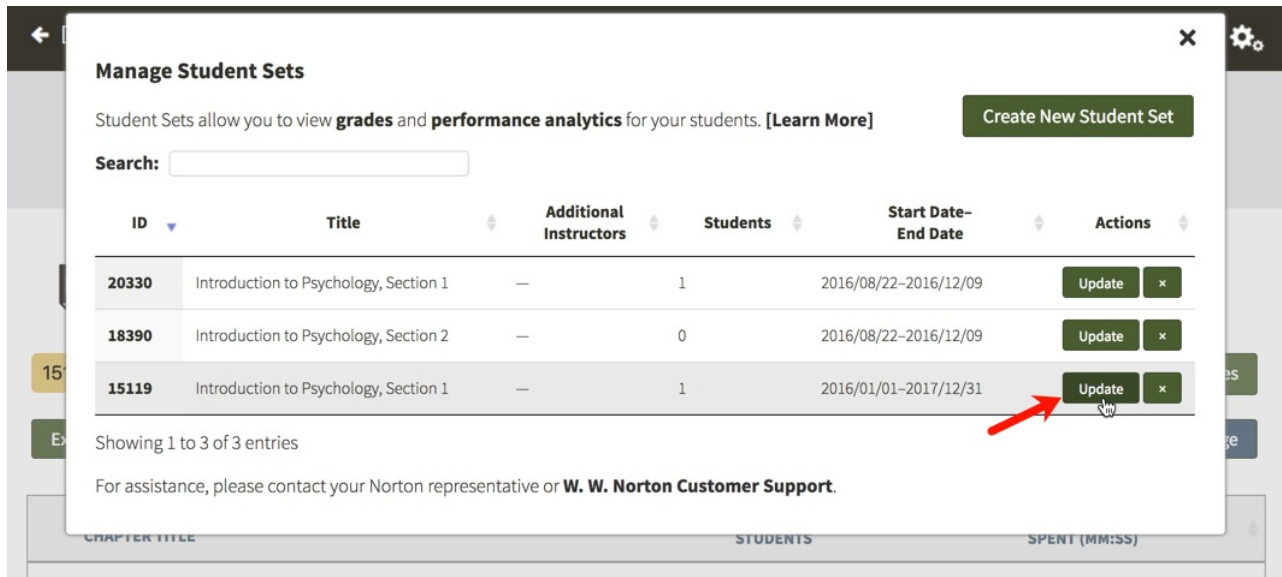 Manage Student Sets
Student Sets allow you to view grades and performance analytics for your students. [Learn More]
Create New Student Set
Search:
ID Title Additional Instructors Students Start Date– End Date Actions
20330 Introduction to Psychology, Section 1 — 1 2016/08/22–2016/12/09 Update ×
18390 Introduction to Psychology, Section 2 — 0 2016/08/22–2016/12/09 Update ×
15119 Introduction to Psychology, Section 1 — 1 2016/01/01–2017/12/31 Update ×
Showing 1 to 3 of 3 entries
For assistance, please contact your Norton representative or W. W. Norton Customer Support.
CHAPTER TITLE STUDENTS SPENT (MM:SS)